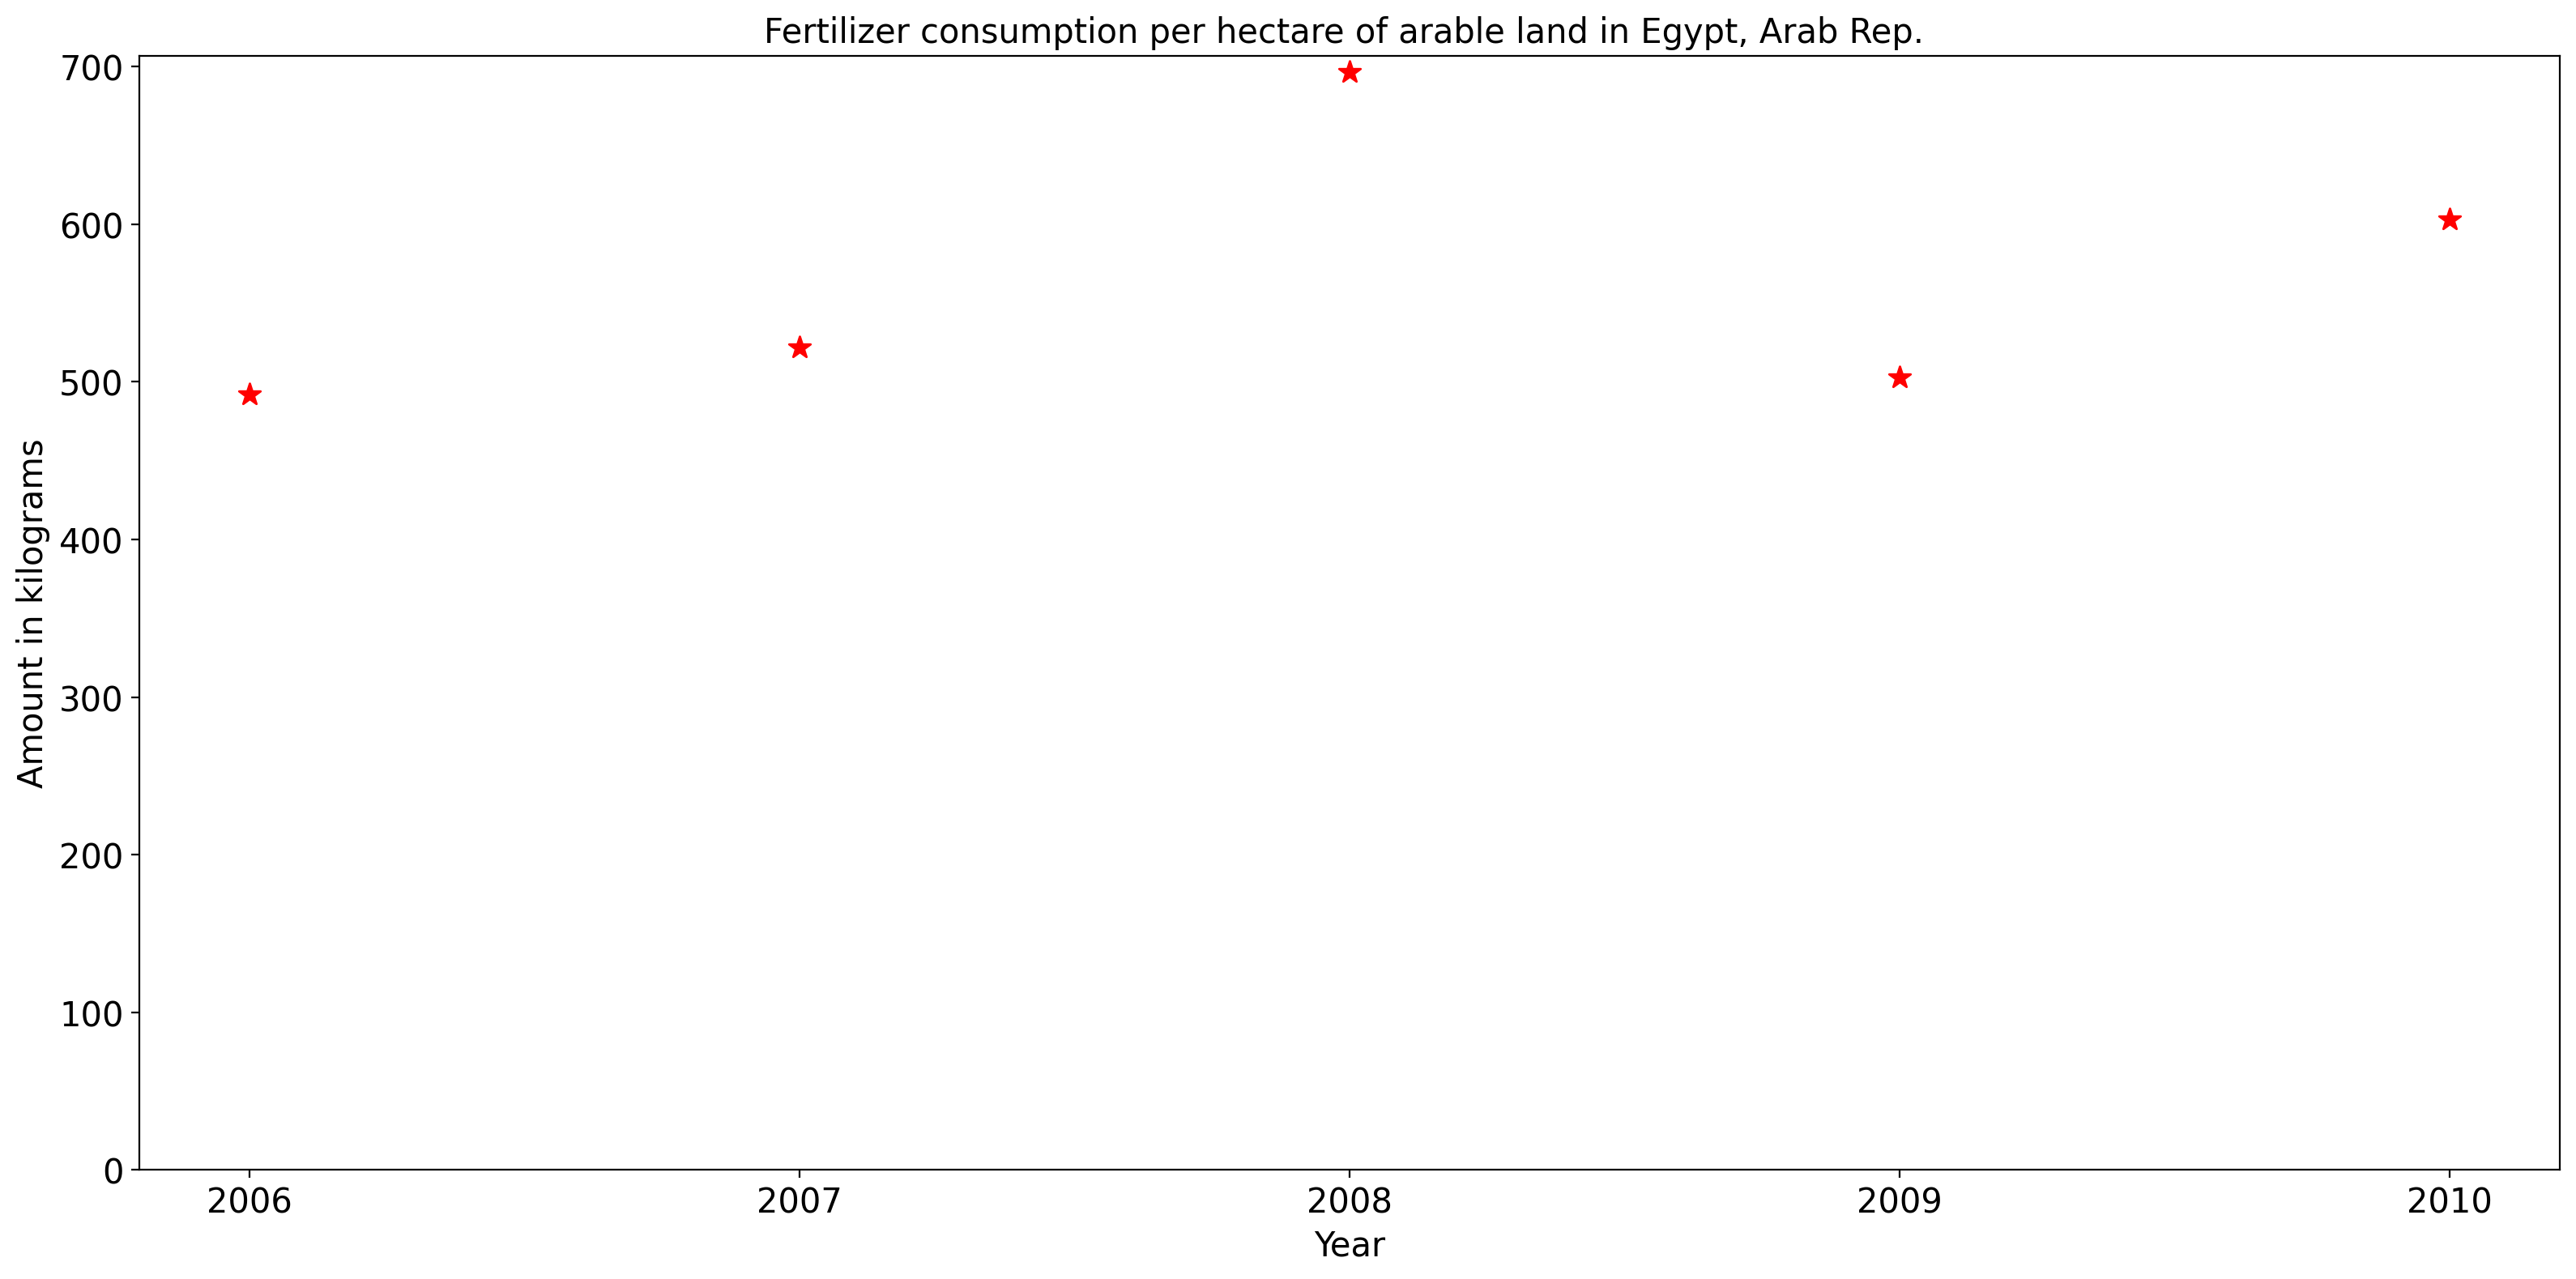 Fertilizer consumption per hectare of arable land in Egypt, Arab Rep.
700
600
500
400
300
200
100
0
Amount in kilograms
2006 2007 2008 2009 2010
Year